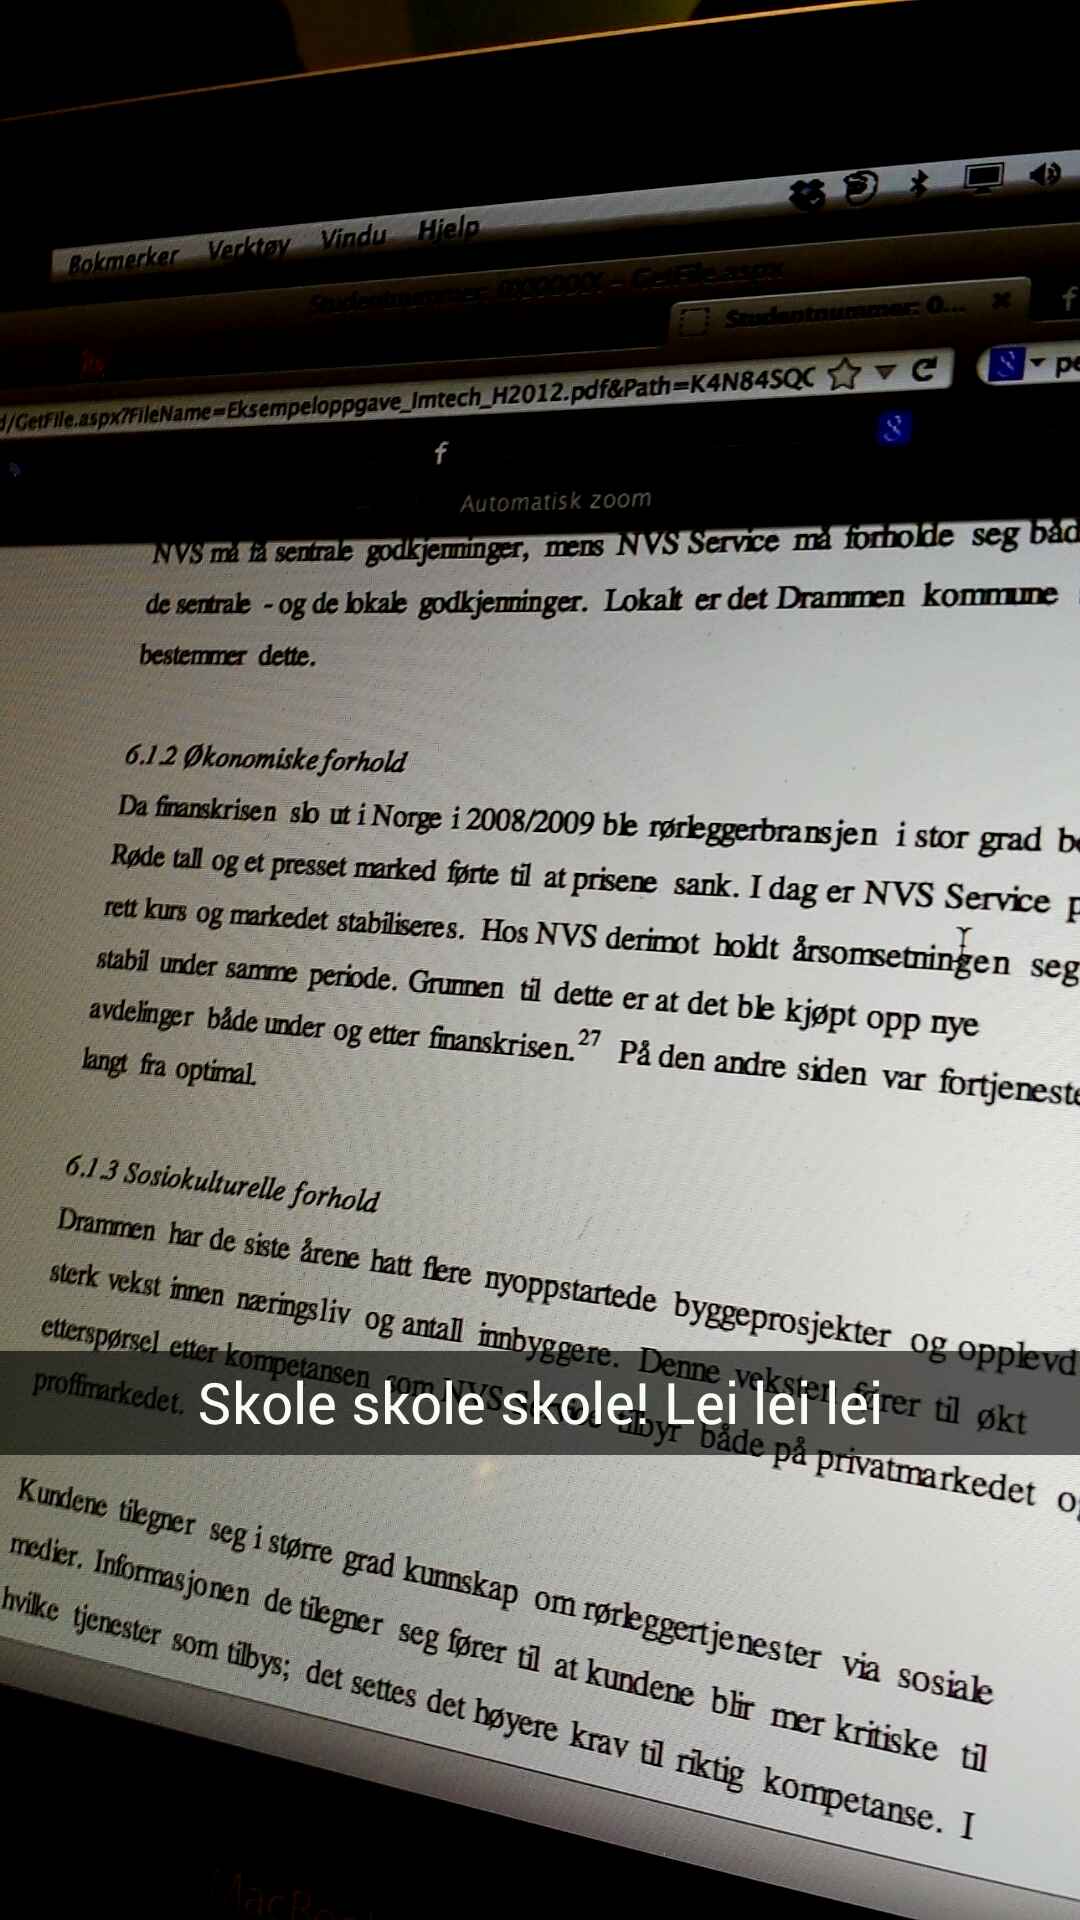 Bokmerker Verktøy Vindu Hjelp
GetFile.aspx
Studentnummer: 0...
d/GetFile.aspx?FileName=Eksempeloppgave_Imtech_H2012.pdf&Path=K4N84SQC
Automatisk zoom
NVS må få sentrale godkjenninger, mens NVS Service må forholde seg båd
de sentrale - og de lokale godkjenninger. Lokalt er det Drammen kommune
bestemmer dette.
6.1.2 Økonomiske forhold
Da finanskrisen slo ut i Norge i 2008/2009 ble rørleggerbransjen i stor grad be
Røde tall og et presset marked førte til at prisene sank. I dag er NVS Service p
rett kurs og markedet stabiliseres. Hos NVS derimot holdt årsomsetningen seg
stabil under samme periode. Grunnen til dette er at det ble kjøpt opp nye
avdelinger både under og etter finanskrisen.27 På den andre siden var fortjeneste
langt fra optimal.
6.1.3 Sosiokulturelle forhold
Drammen har de siste årene hatt flere nyoppstartede byggeprosjekter og opplevd
sterk vekst innen næringsliv og antall innbyggere. Denne veksten fører til økt
etterspørsel etter kompetansen som NVS Service tilbyr både på privatmarkedet og
proffmarkedet.
Skole skole skole! Lei lei lei
Kundene tilegner seg i større grad kunnskap om rørleggertjenester via sosiale
medier. Informasjonen de tilegner seg fører til at kundene blir mer kritiske til
hvilke tjenester som tilbys; det settes det høyere krav til riktig kompetanse. I